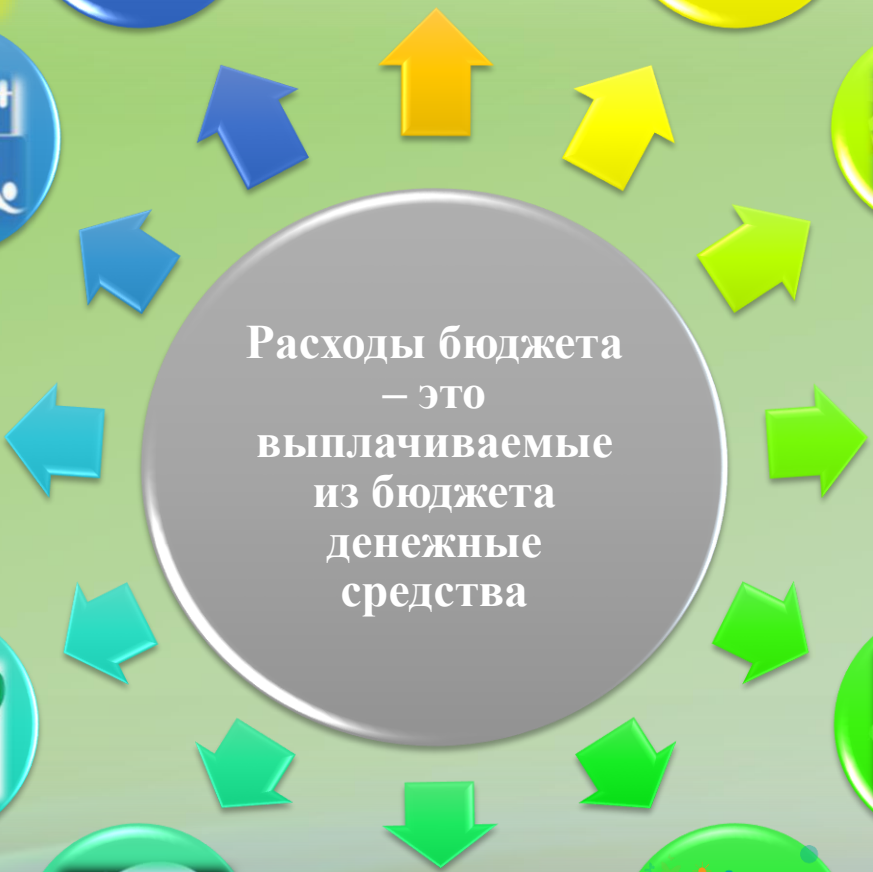 Расходы бюджета
– это
выплачиваемые
из бюджета
денежные
средства